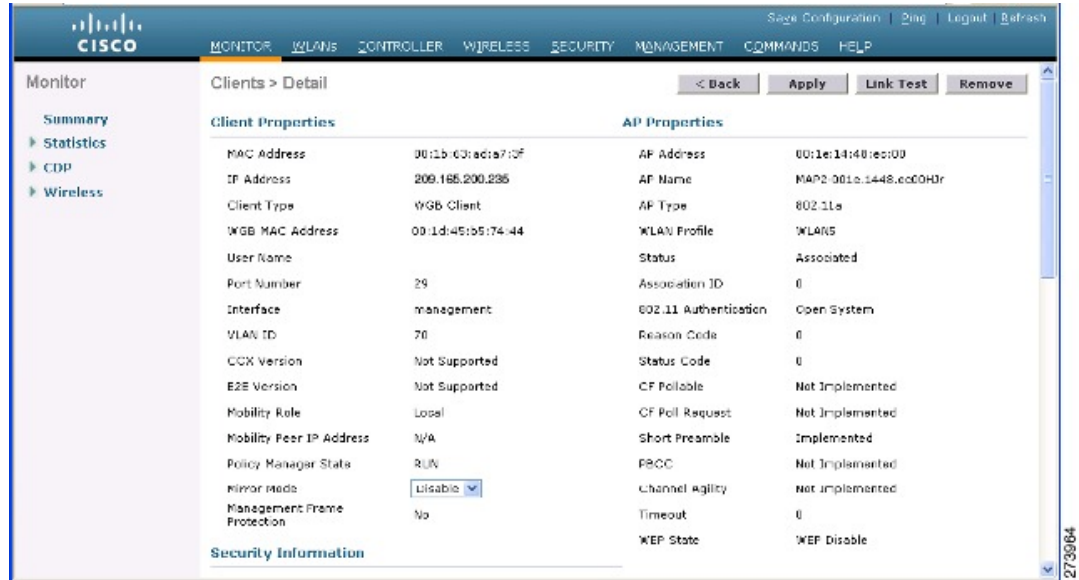 Save Configuration | Ping | Logout | Refresh
CISCO
MONITOR WLANs CONTROLLER WIRELESS SECURITY MANAGEMENT COMMANDS HELP
Monitor
Summary
Statistics
CDP
Wireless
Clients > Detail
< Back
Apply
Link Test
Remove
Client Properties
MAC Address 00:1b:63:ad:a7:3f
IP Address 209.165.200.235
Client Type WGB Client
WGB MAC Address 00:1d:45:b5:74:44
User Name
Port Number 29
Interface management
VLAN ID 70
CCX Version Not Supported
E2E Version Not Supported
Mobility Role Local
Mobility Peer IP Address N/A
Policy Manager State RUN
Mirror Mode Disable
Management Frame
Protection No
Security Information
AP Properties
AP Address 00:1e:14:48:ec:00
AP Name
AP Type 802.11a
WLAN Profile WLAN5
Status Associated
Association ID 0
802.11 Authentication Open System
Reason Code 0
Status Code 0
CF Pollable Not Implemented
CF Poll Request Not Implemented
Short Preamble Implemented
PBCC Not Implemented
Channel Agility Not Implemented
Timeout 0
WEP State WEP Disable
273964